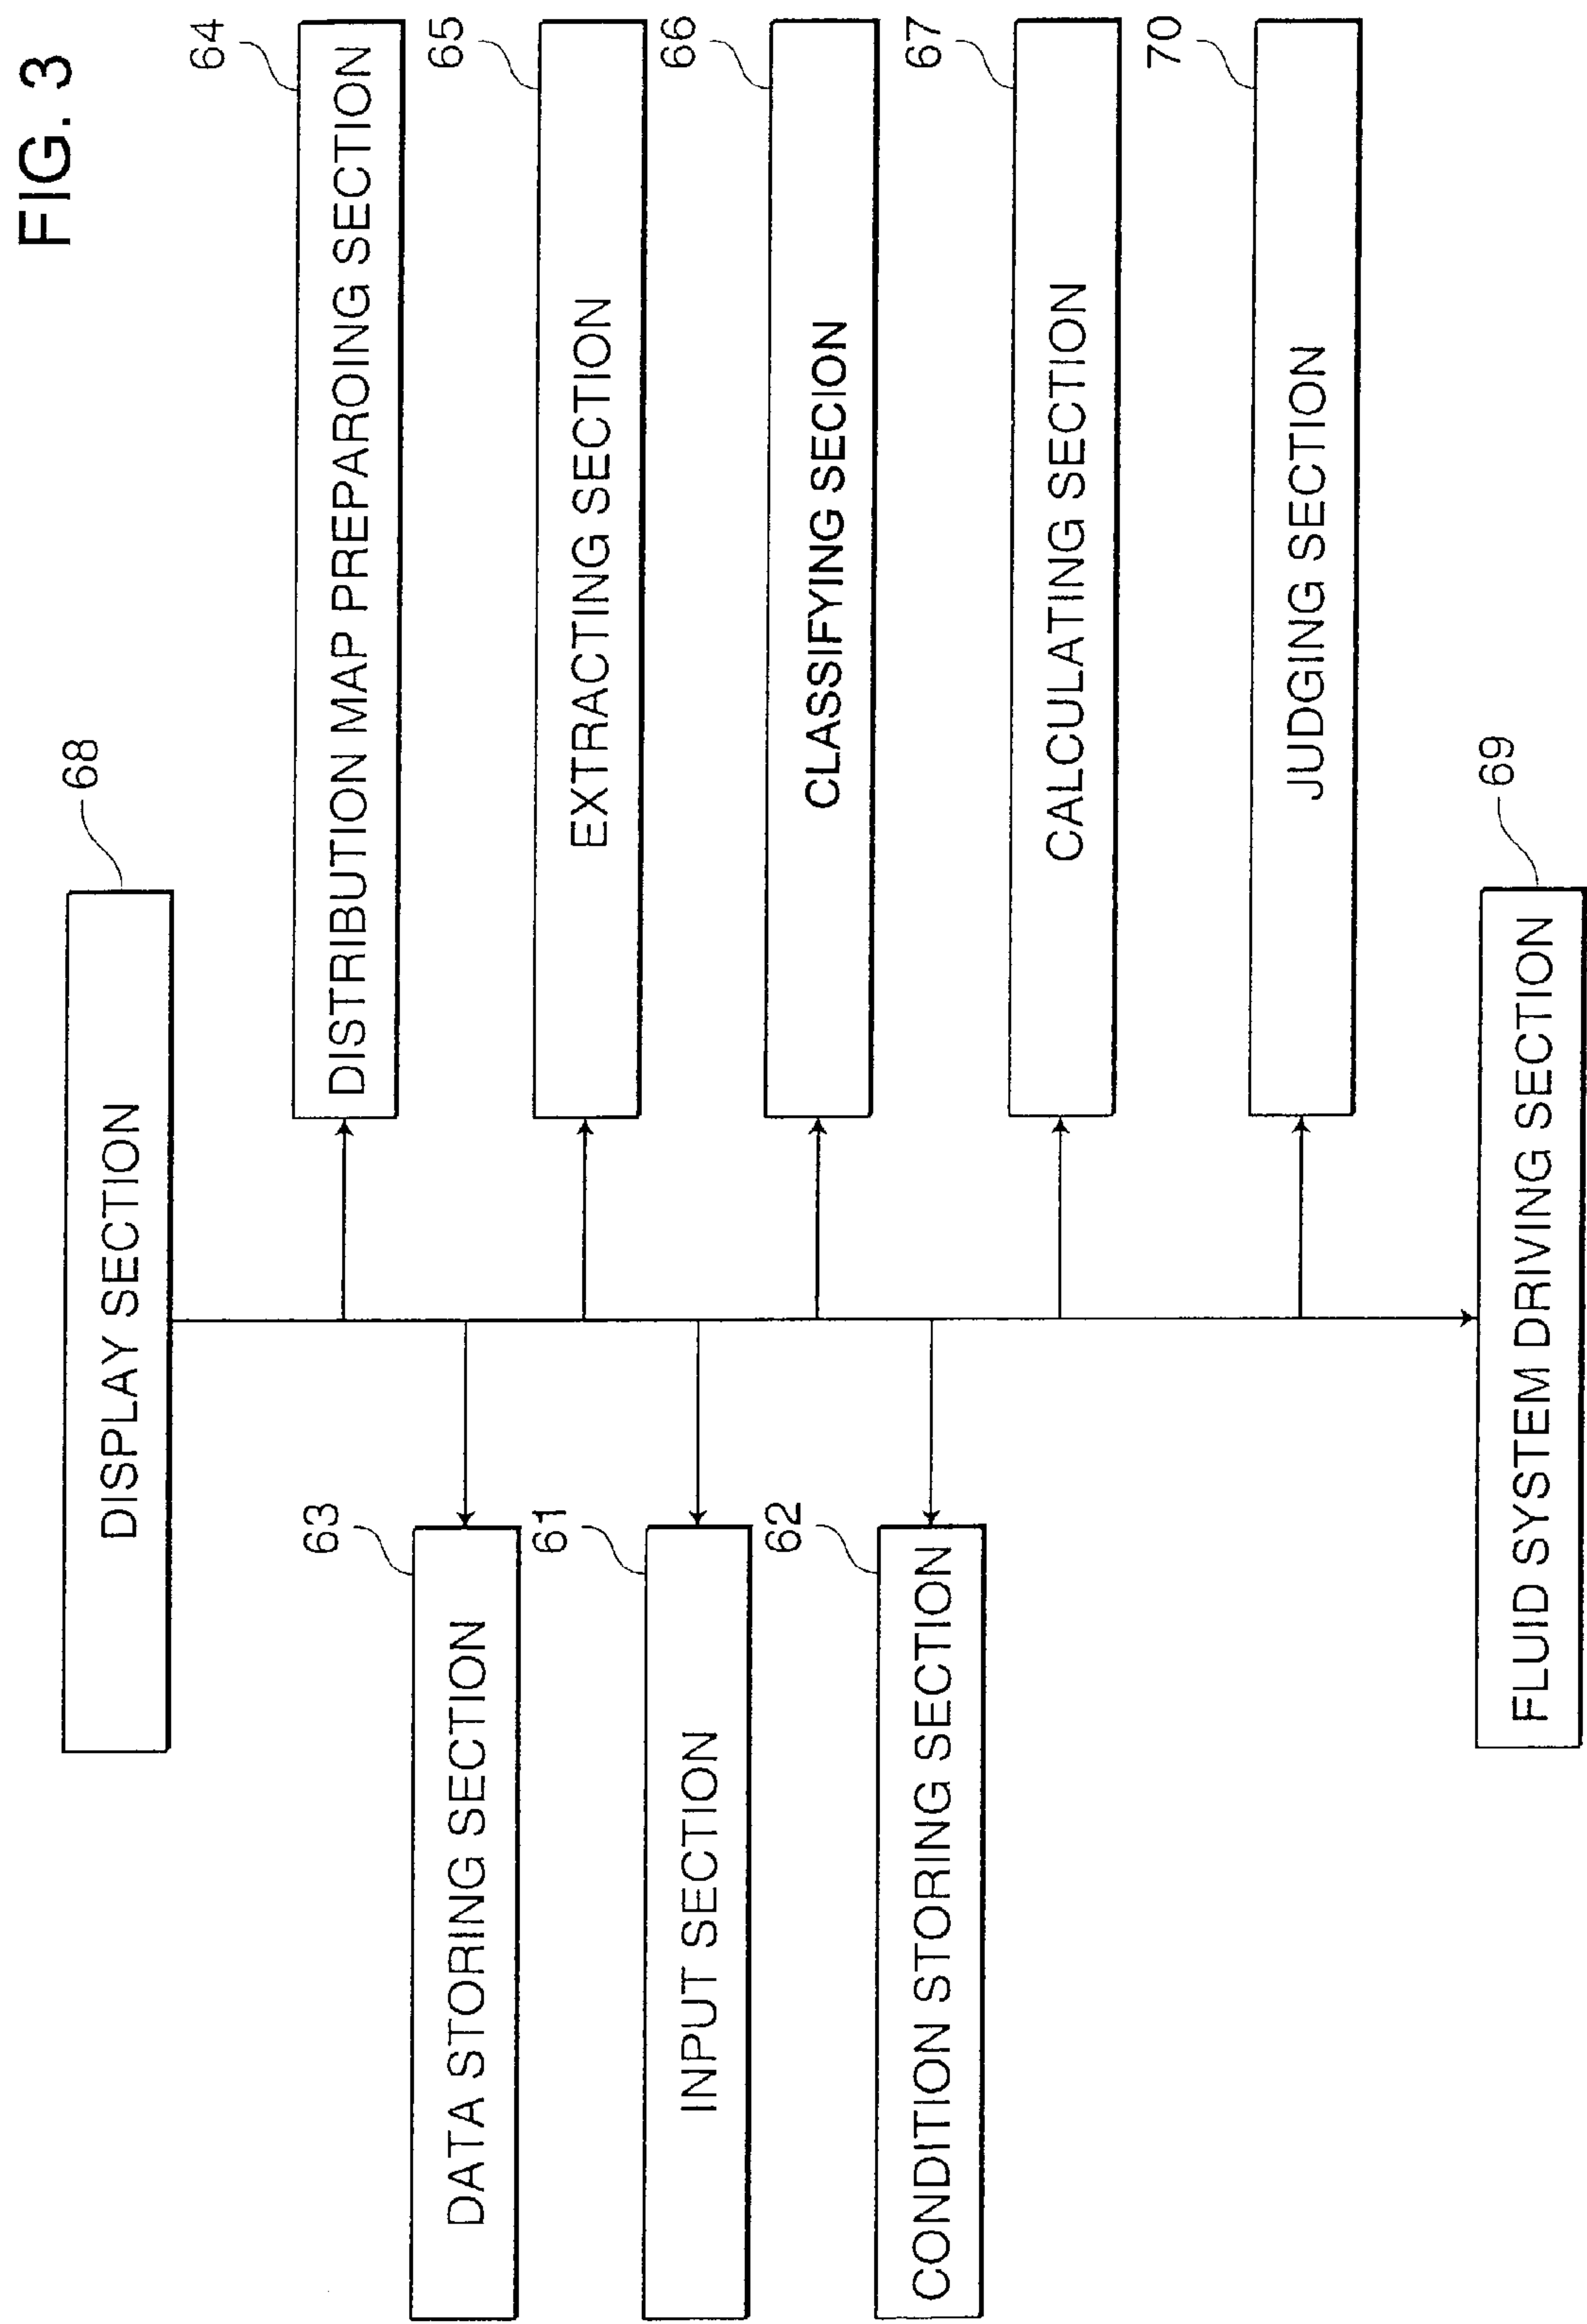 FIG. 3
68
DISPLAY SECTION
64
DISTRIBUTION MAP PREPAROING SECTION
63
DATA STORING SECTION
65
EXTRACTING SECTION
61
INPUT SECTION
66
CLASSIFYING SECION
62
CONDITION STORING SECTION
67
CALCULATING SECTION
70
JUDGING SECTION
69
FLUID SYSTEM DRIVING SECTION